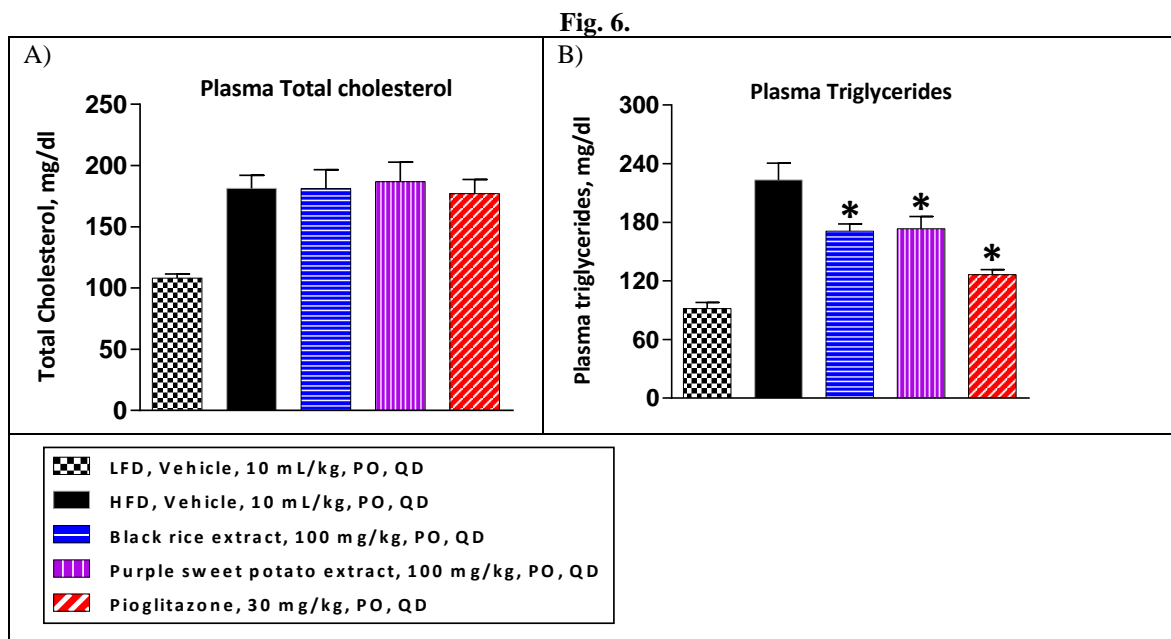 Fig. 6.
A)
Plasma Total cholesterol
Total Cholesterol, mg/dl
250
200
150
100
50
0
B)
Plasma Triglycerides
Plasma triglycerides, mg/dl
300
240
180
120
60
0
*
*
*
LFD, Vehicle, 10 mL/kg, PO, QD
HFD, Vehicle, 10 mL/kg, PO, QD
Black rice extract, 100 mg/kg, PO, QD
Purple sweet potato extract, 100 mg/kg, PO, QD
Pioglitazone, 30 mg/kg, PO, QD